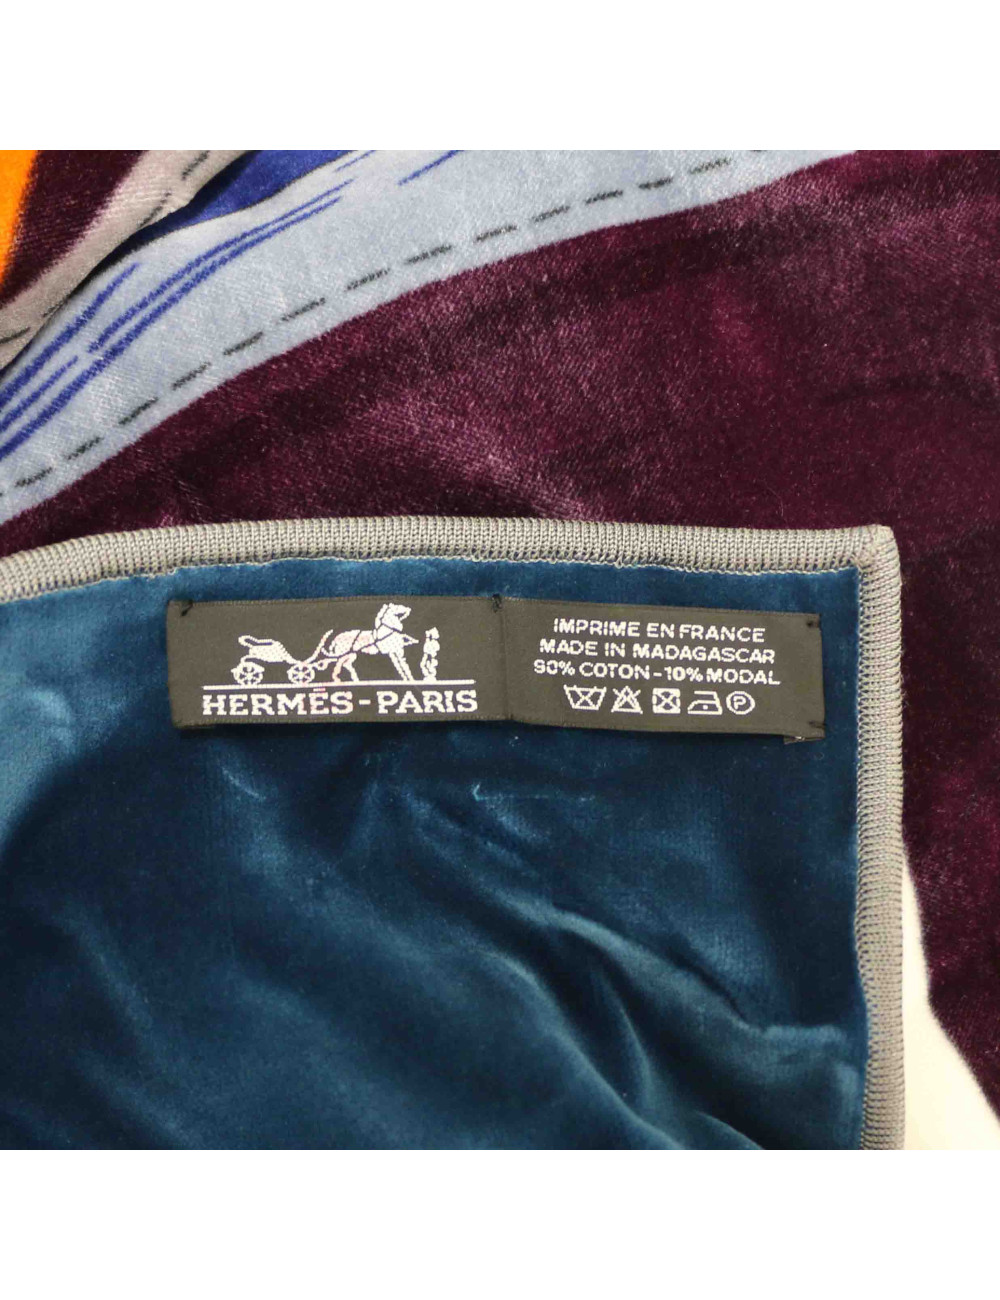 HERMÈS-PARIS
IMPRIME EN FRANCE
MADE IN MADAGASCAR
90% COTON-10% MODAL
P